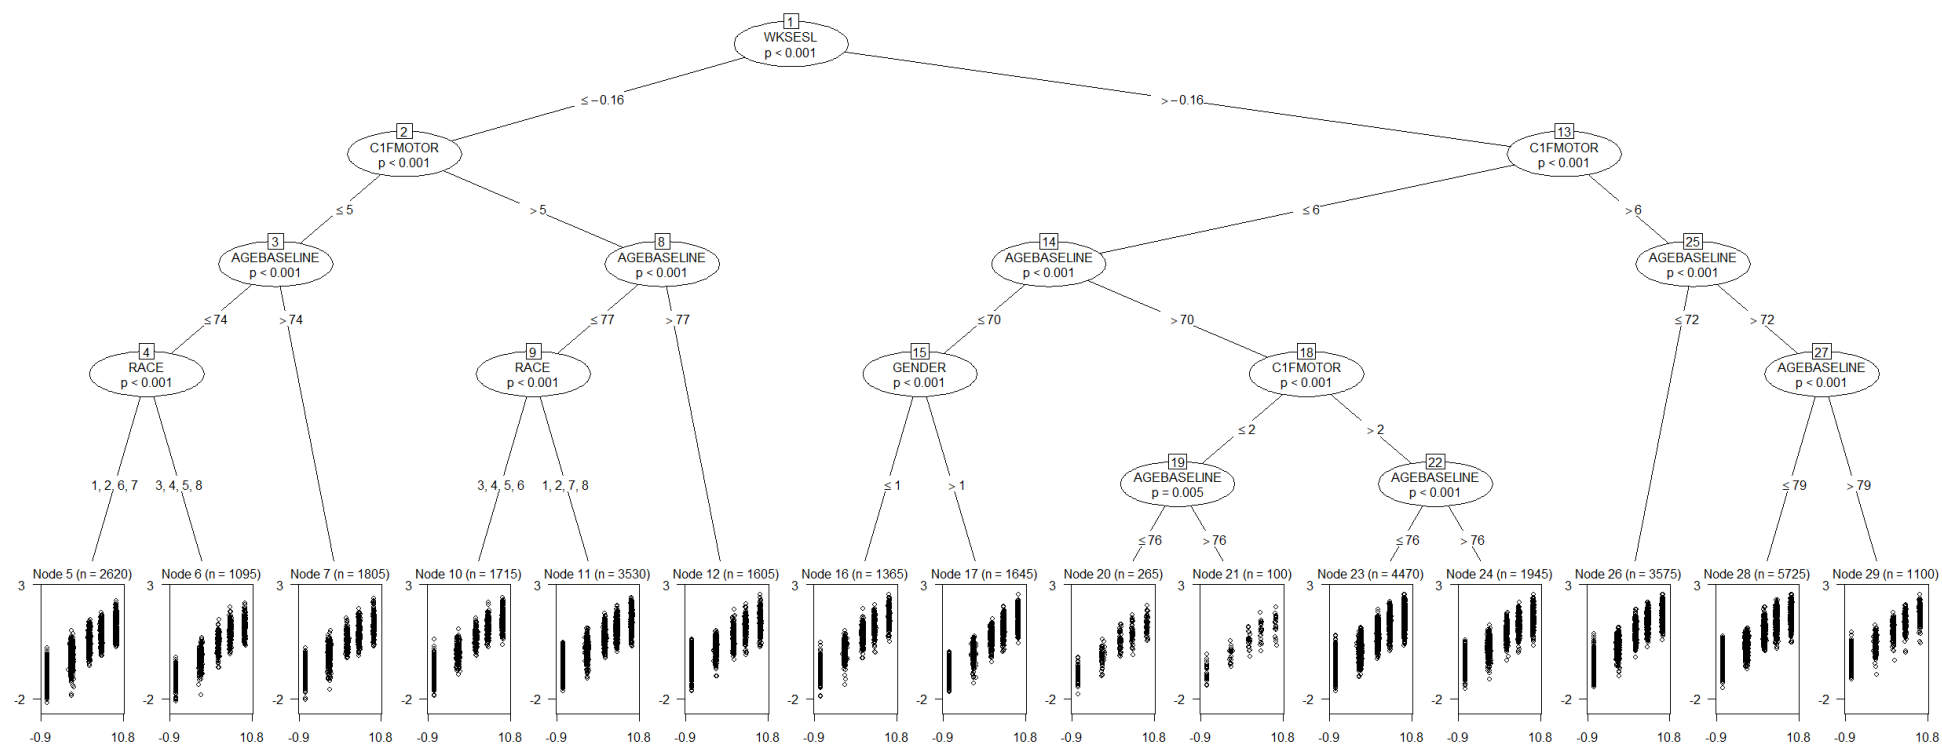 1
WKSESL
p < 0.001
≤ −0.16
> −0.16
2
C1FMOTOR
p < 0.001
13
C1FMOTOR
p < 0.001
≤ 5
> 5
≤ 6
> 6
3
AGEBASELINE
p < 0.001
8
AGEBASELINE
p < 0.001
14
AGEBASELINE
p < 0.001
25
AGEBASELINE
p < 0.001
≤ 74
> 74
≤ 77
> 77
≤ 70
> 70
≤ 72
> 72
4
RACE
p < 0.001
9
RACE
p < 0.001
15
GENDER
p < 0.001
18
C1FMOTOR
p < 0.001
27
AGEBASELINE
p < 0.001
≤ 2
> 2
19
AGEBASELINE
p = 0.005
22
AGEBASELINE
p < 0.001
1, 2, 6, 7
3, 4, 5, 8
3, 4, 5, 6
1, 2, 7, 8
≤ 1
> 1
≤ 79
> 79
≤ 76
> 76
≤ 76
> 76
Node 5 (n = 2620)
3
-2
-0.9 10.8
Node 6 (n = 1095)
3
-2
-0.9 10.8
Node 7 (n = 1805)
3
-2
-0.9 10.8
Node 10 (n = 1715)
3
-2
-0.9 10.8
Node 11 (n = 3530)
3
-2
-0.9 10.8
Node 12 (n = 1605)
3
-2
-0.9 10.8
Node 16 (n = 1365)
3
-2
-0.9 10.8
Node 17 (n = 1645)
3
-2
-0.9 10.8
Node 20 (n = 265)
3
-2
-0.9 10.8
Node 21 (n = 100)
3
-2
-0.9 10.8
Node 23 (n = 4470)
3
-2
-0.9 10.8
Node 24 (n = 1945)
3
-2
-0.9 10.8
Node 26 (n = 3575)
3
-2
-0.9 10.8
Node 28 (n = 5725)
3
-2
-0.9 10.8
Node 29 (n = 1100)
3
-2
-0.9 10.8